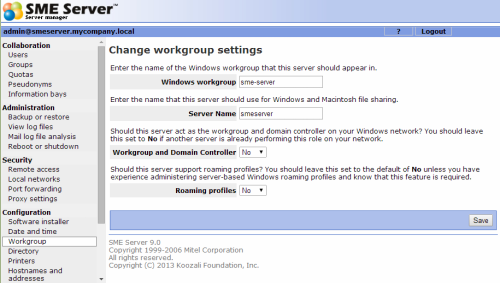 SME Server™
Server manager
admin@smeserver.mycompany.local
?
Logout
Collaboration
Users
Groups
Quotas
Pseudonyms
Information bays
Administration
Backup or restore
View log files
Mail log file analysis
Reboot or shutdown
Security
Remote access
Local networks
Port forwarding
Proxy settings
Configuration
Software installer
Date and time
Workgroup
Directory
Printers
Hostnames and
addresses
Change workgroup settings
Enter the name of the Windows workgroup that this server should appear in.
Windows workgroup sme-server
Enter the name that this server should use for Windows and Macintosh file sharing.
Server Name smeserver
Should this server act as the workgroup and domain controller on your Windows network? You should leave
this set to No if another server is already performing this role on your network.
Workgroup and Domain Controller No
Should this server support roaming profiles? You should leave this set to the default of No unless you have
experience administering server-based Windows roaming profiles and know that this feature is required.
Roaming profiles No
Save
SME Server 9.0
Copyright 1999-2006 Mitel Corporation
All rights reserved.
Copyright (C) 2013 Koozali Foundation, Inc.